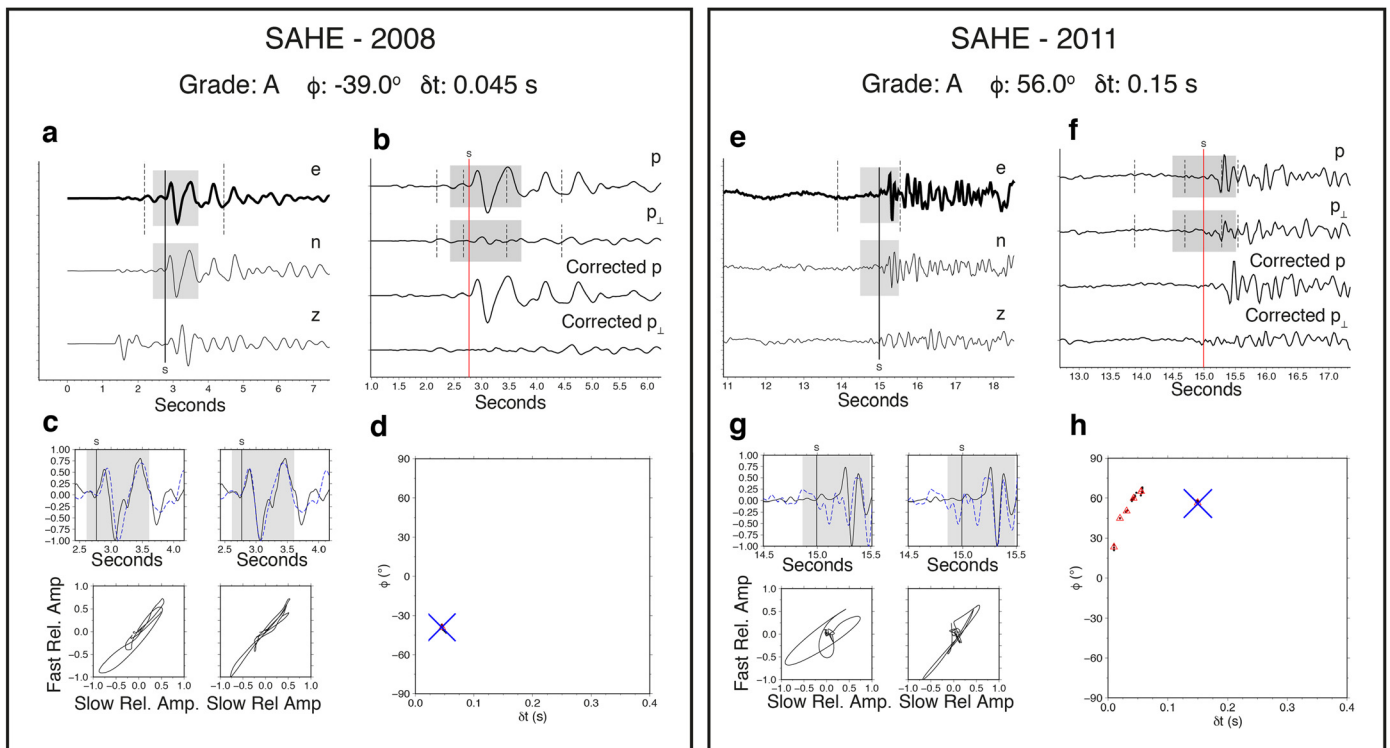 SAHE - 2008
Grade: A ϕ: -39.0° δt: 0.045 s
a
e
n
z
s
0 1 2 3 4 5 6 7
Seconds
b
s
p
p⊥
Corrected p
Corrected p⊥
1.0 1.5 2.0 2.5 3.0 3.5 4.0 4.5 5.0 5.5 6.0
Seconds
c
s s
1.00
0.75
0.50
0.25
0.00
−0.25
−0.50
−0.75
−1.00
2.5 3.0 3.5 4.0 2.5 3.0 3.5 4.0
Seconds Seconds
Fast Rel. Amp
1.0
0.5
0.0
−0.5
−1.0
−1.0 −0.5 0.0 0.5 1.0 −1.0 −0.5 0.0 0.5 1.0
Slow Rel. Amp. Slow Rel. Amp
d
90
60
30
0
−30
−60
−90
ϕ (°)
0.0 0.1 0.2 0.3 0.4
δt (s)
SAHE - 2011
Grade: A ϕ: 56.0° δt: 0.15 s
e
e
n
z
s
11 12 13 14 15 16 17 18
Seconds
f
s
p
p⊥
Corrected p
Corrected p⊥
13.0 13.5 14.0 14.5 15.0 15.5 16.0 16.5 17.0
Seconds
g
s s
1.00
0.75
0.50
0.25
0.00
−0.25
−0.50
−0.75
−1.00
14.5 15.0 15.5 14.5 15.0 15.5
Seconds Seconds
Fast Rel. Amp
1.0
0.5
0.0
−0.5
−1.0
−1.0 −0.5 0.0 0.5 1.0 −1.0 −0.5 0.0 0.5 1.0
Slow Rel. Amp. Slow Rel. Amp
h
90
60
30
0
−30
−60
−90
ϕ (°)
0.0 0.1 0.2 0.3 0.4
δt (s)